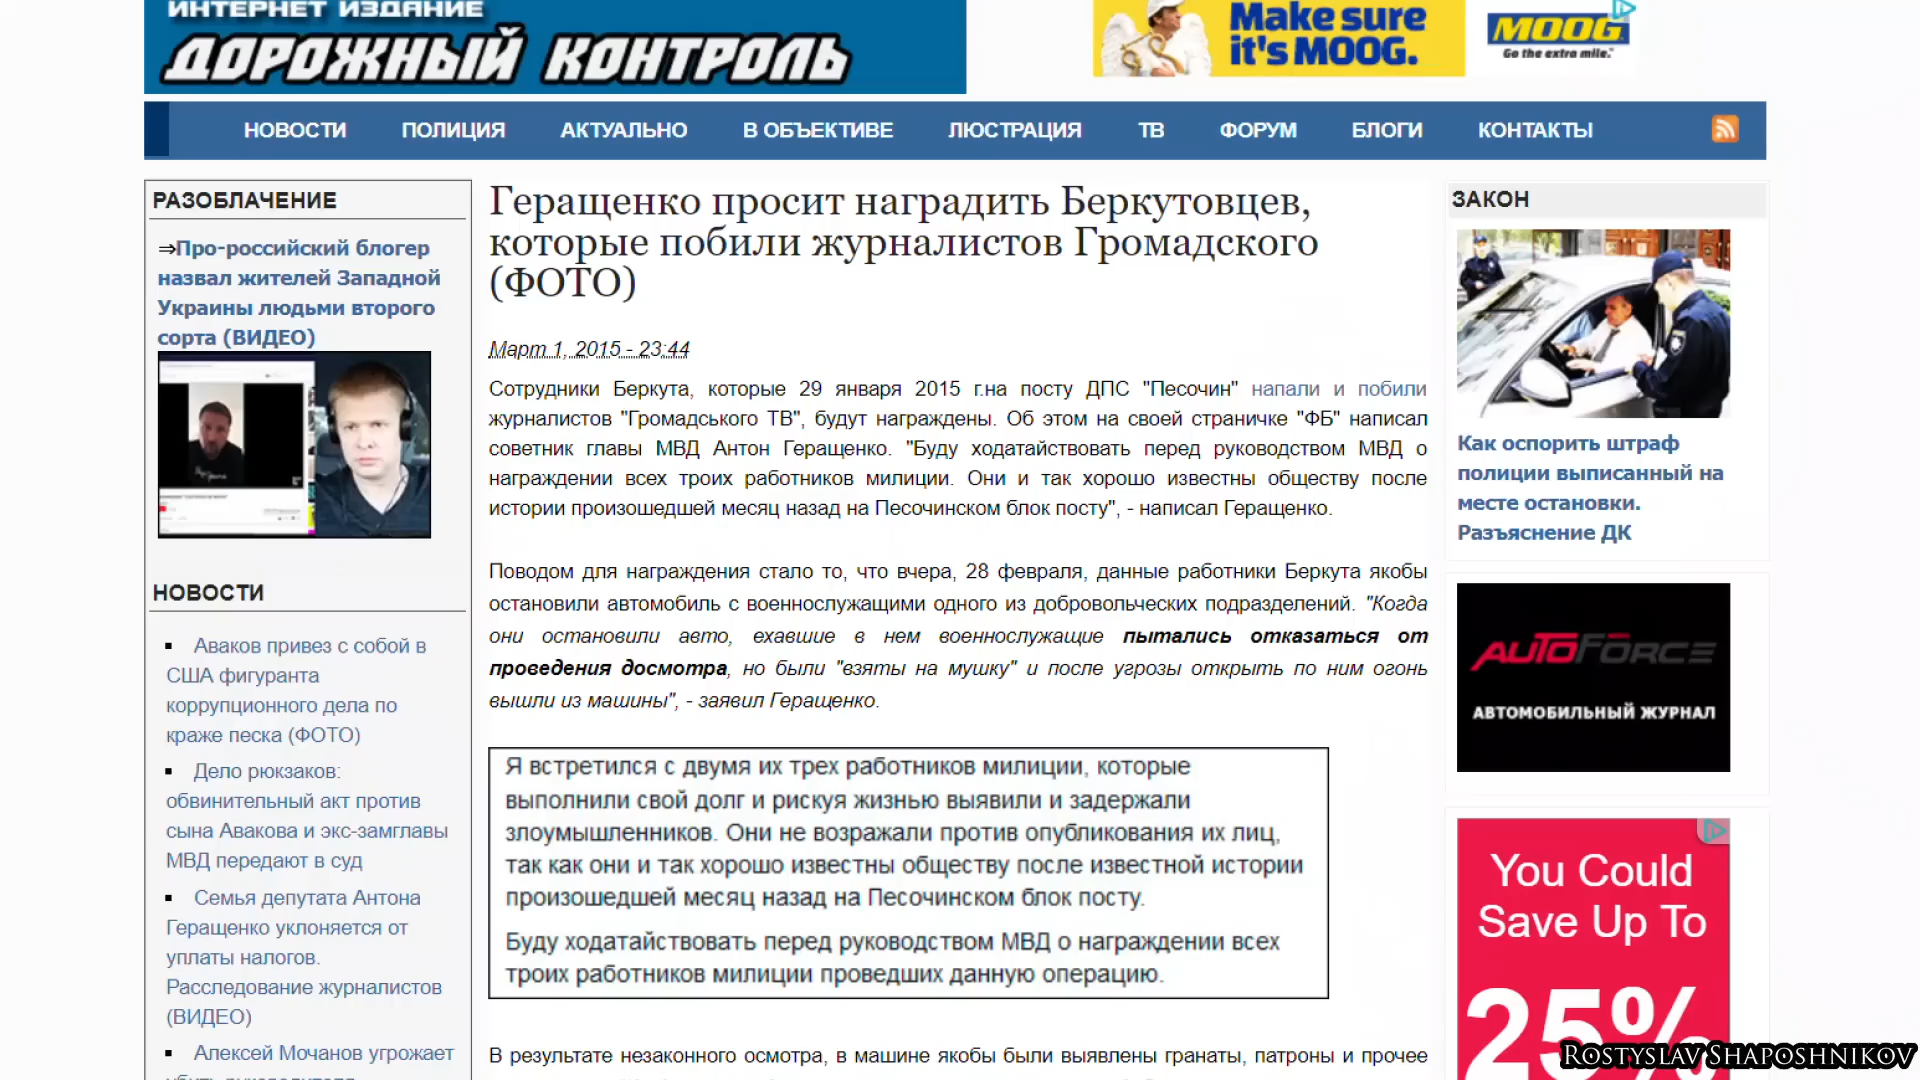 ИНТЕРНЕТ ИЗДАНИЕ
ДОРОЖНЫЙ КОНТРОЛЬ
Make sure
it's MOOG.
MOOG
Go the extra mile.
НОВОСТИ ПОЛИЦИЯ АКТУАЛЬНО В ОБЪЕКТИВЕ ЛЮСТРАЦИЯ ТВ ФОРУМ БЛОГИ КОНТАКТЫ
РАЗОБЛАЧЕНИЕ
⇒Про-российский блогер
назвал жителей Западной
Украины людьми второго
сорта (ВИДЕО)
НОВОСТИ
Аваков привез с собой в
США фигуранта
коррупционного дела по
краже песка (ФОТО)
Дело рюкзаков:
обвинительный акт против
сына Авакова и экс-замглавы
МВД передают в суд
Семья депутата Антона
Геращенко уклоняется от
уплаты налогов.
Расследование журналистов
(ВИДЕО)
Алексей Мочанов угрожает
Геращенко просит наградить Беркутовцев,
которые побили журналистов Громадского
(ФОТО)
Март 1, 2015 - 23:44
Сотрудники Беркута, которые 29 января 2015 г.на посту ДПС "Песочин" напали и побили
журналистов "Громадського ТВ", будут награждены. Об этом на своей страничке "ФБ" написал
советник главы МВД Антон Геращенко. "Буду ходатайствовать перед руководством МВД о
награждении всех троих работников милиции. Они и так хорошо известны обществу после
истории произошедшей месяц назад на Песочинском блок посту", - написал Геращенко.
Поводом для награждения стало то, что вчера, 28 февраля, данные работники Беркута якобы
остановили автомобиль с военнослужащими одного из добровольческих подразделений. "Когда
они остановили авто, ехавшие в нем военнослужащие пытались отказаться от
проведения досмотра, но были "взяты на мушку" и после угрозы открыть по ним огонь
вышли из машины", - заявил Геращенко.
Я встретился с двумя их трех работников милиции, которые
выполнили свой долг и рискуя жизнью выявили и задержали
злоумышленников. Они не возражали против опубликования их лиц,
так как они и так хорошо известны обществу после известной истории
произошедшей месяц назад на Песочинском блок посту.
Буду ходатайствовать перед руководством МВД о награждении всех
троих работников милиции проведших данную операцию.
В результате незаконного осмотра, в машине якобы были выявлены гранаты, патроны и прочее
ЗАКОН
Как оспорить штраф
полиции выписанный на
месте остановки.
Разъяснение ДК
AUTOFORCE
АВТОМОБИЛЬНЫЙ ЖУРНАЛ
You Could
Save Up To
25%
ROSTYSLAV SHAPOSHNIKOV